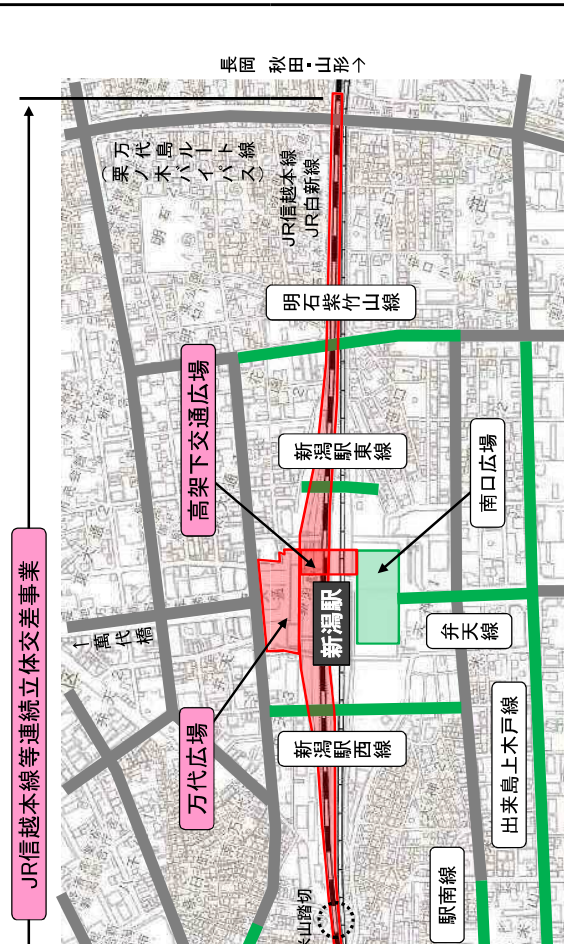 長岡 秋田・山形→
万代島ルート線
(栗ノ木バイパス)
JR信越本線
JR白新線
明石紫竹山線
高架下交通広場
新潟駅東線
南口広場
JR信越本線等連続立体交差事業
↑
萬代橋
新潟駅
弁天線
万代広場
新潟駅西線
出来島上木戸線
駅南線
山踏切